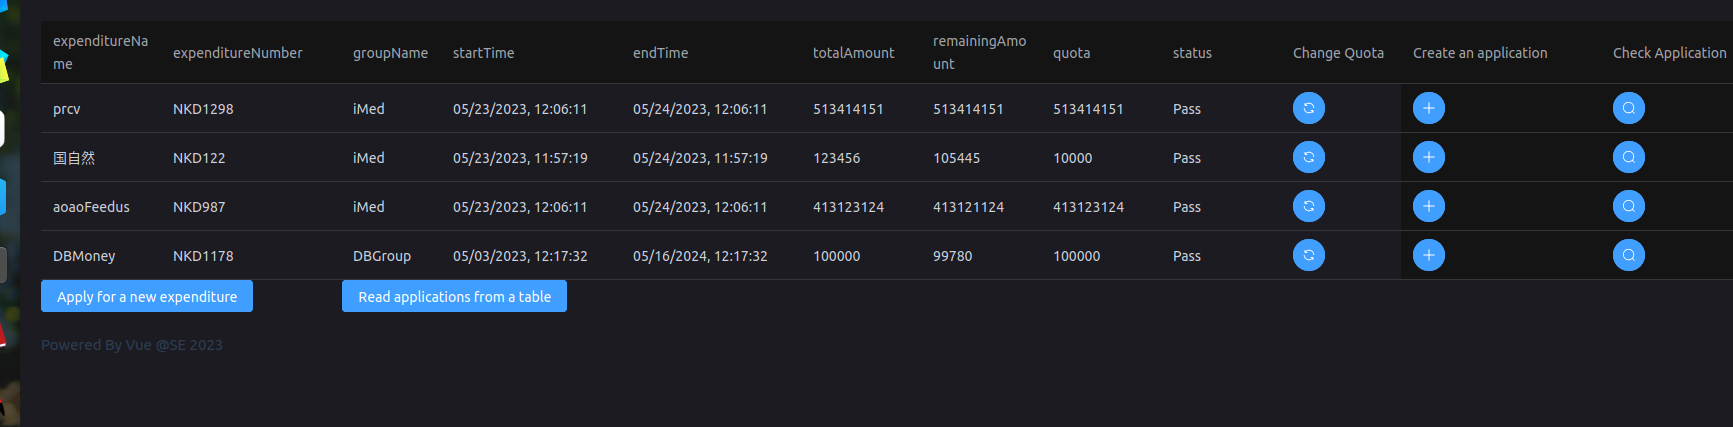 expenditureNa
me expenditureNumber groupName startTime endTime totalAmount remainingAmo
unt quota status Change Quota Create an application Check Application
prcv NKD1298 iMed 05/23/2023, 12:06:11 05/24/2023, 12:06:11 513414151 513414151 513414151 Pass
国自然 NKD122 iMed 05/23/2023, 11:57:19 05/24/2023, 11:57:19 123456 105445 10000 Pass
aoaoFeedus NKD987 iMed 05/23/2023, 12:06:11 05/24/2023, 12:06:11 413123124 413121124 413123124 Pass
DBMoney NKD1178 DBGroup 05/03/2023, 12:17:32 05/16/2024, 12:17:32 100000 99780 100000 Pass
Apply for a new expenditure Read applications from a table
Powered By Vue @SE 2023